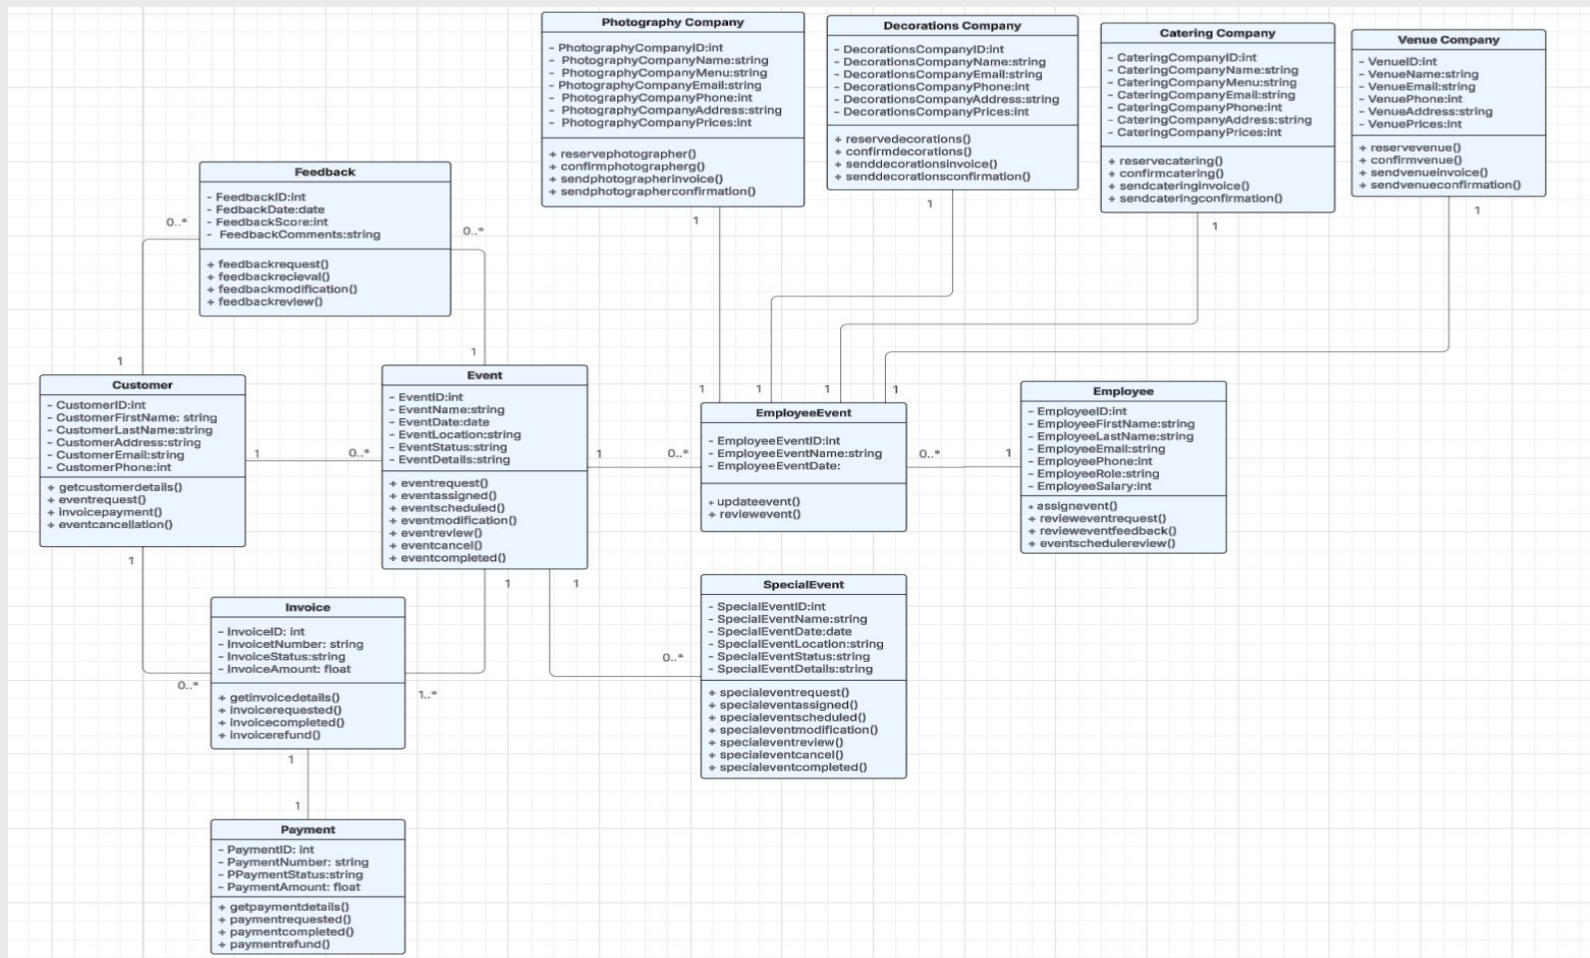 Photography Company
- PhotographyCompanyID:int
- PhotographyCompanyName:string
- PhotographyCompanyMenu:string
- PhotographyCompanyEmail:string
- PhotographyCompanyPhone:int
- PhotographyCompanyAddress:string
- PhotographyCompanyPrices:int
+ reservephotographer()
+ confirmphotographerg()
+ sendphotographerinvoice()
+ sendphotographerconfirmation()
1
Decorations Company
- DecorationsCompanyID:int
- DecorationsCompanyName:string
- DecorationsCompanyEmail:string
- DecorationsCompanyPhone:int
- DecorationsCompanyAddress:string
- DecorationsCompanyPrices:int
+ reservedecorations()
+ confirmdecorations()
+ senddecorationsinvoice()
+ senddecorationsconfirmation()
1
Catering Company
- CateringCompanyID:int
- CateringCompanyName:string
- CateringCompanyMenu:string
- CateringCompanyEmail:string
- CateringCompanyPhone:int
- CateringCompanyAddress:string
- CateringCompanyPrices:int
+ reservecatering()
+ confirmcatering()
+ sendcateringinvoice()
+ sendcateringconfirmation()
1
Venue Company
- VenueID:int
- VenueName:string
- VenueEmail:string
- VenuePhone:int
- VenueAddress:string
- VenuePrices:int
+ reservevenue()
+ confirmvenue()
+ sendvenueinvoice()
+ sendvenueconfirmation()
1
Feedback
- FeedbackID:int
- FedbackDate:date
- FeedbackScore:int
- FeedbackComments:string
+ feedbackrequest()
+ feedbackrecieval()
+ feedbackmodification()
+ feedbackreview()
0..*
0..*
1
1
Customer
- CustomerID:int
- CustomerFirstName: string
- CustomerLastName:string
- CustomerAddress:string
- CustomerEmail:string
- CustomerPhone:int
+ getcustomerdetails()
+ eventrequest()
+ invoicepayment()
+ eventcancellation()
1
0..*
1
Event
- EventID:int
- EventName:string
- EventDate:date
- EventLocation:string
- EventStatus:string
- EventDetails:string
+ eventrequest()
+ eventassigned()
+ eventscheduled()
+ eventmodification()
+ eventreview()
+ eventcancel()
+ eventcompleted()
1
0..*
1
1
1
1
1
1
EmployeeEvent
- EmployeeEventID:int
- EmployeeEventName:string
- EmployeeEventDate:
+ updateevent()
+ reviewevent()
0..*
1
Employee
- EmployeeID:int
- EmployeeFirstName:string
- EmployeeLastName:string
- EmployeeEmail:string
- EmployeePhone:int
- EmployeeRole:string
- EmployeeSalary:int
+ assignevent()
+ revieweventrequest()
+ revieweventfeedback()
+ eventschedulereview()
Invoice
- InvoiceID: int
- InvoicetNumber: string
- InvoiceStatus:string
- InvoiceAmount: float
+ getinvoicedetails()
+ invoicerequested()
+ invoicecompleted()
+ invoicerefund()
0..*
1..*
0..*
SpecialEvent
- SpecialEventID:int
- SpecialEventName:string
- SpecialEventDate:date
- SpecialEventLocation:string
- SpecialEventStatus:string
- SpecialEventDetails:string
+ specialeventrequest()
+ specialeventassigned()
+ specialeventscheduled()
+ specialeventmodification()
+ specialeventreview()
+ specialeventcancel()
+ specialeventcompleted()
1
1
Payment
- PaymentID: int
- PaymentNumber: string
- PPaymentStatus:string
- PaymentAmount: float
+ getpaymentdetails()
+ paymentrequested()
+ paymentcompleted()
+ paymentrefund()